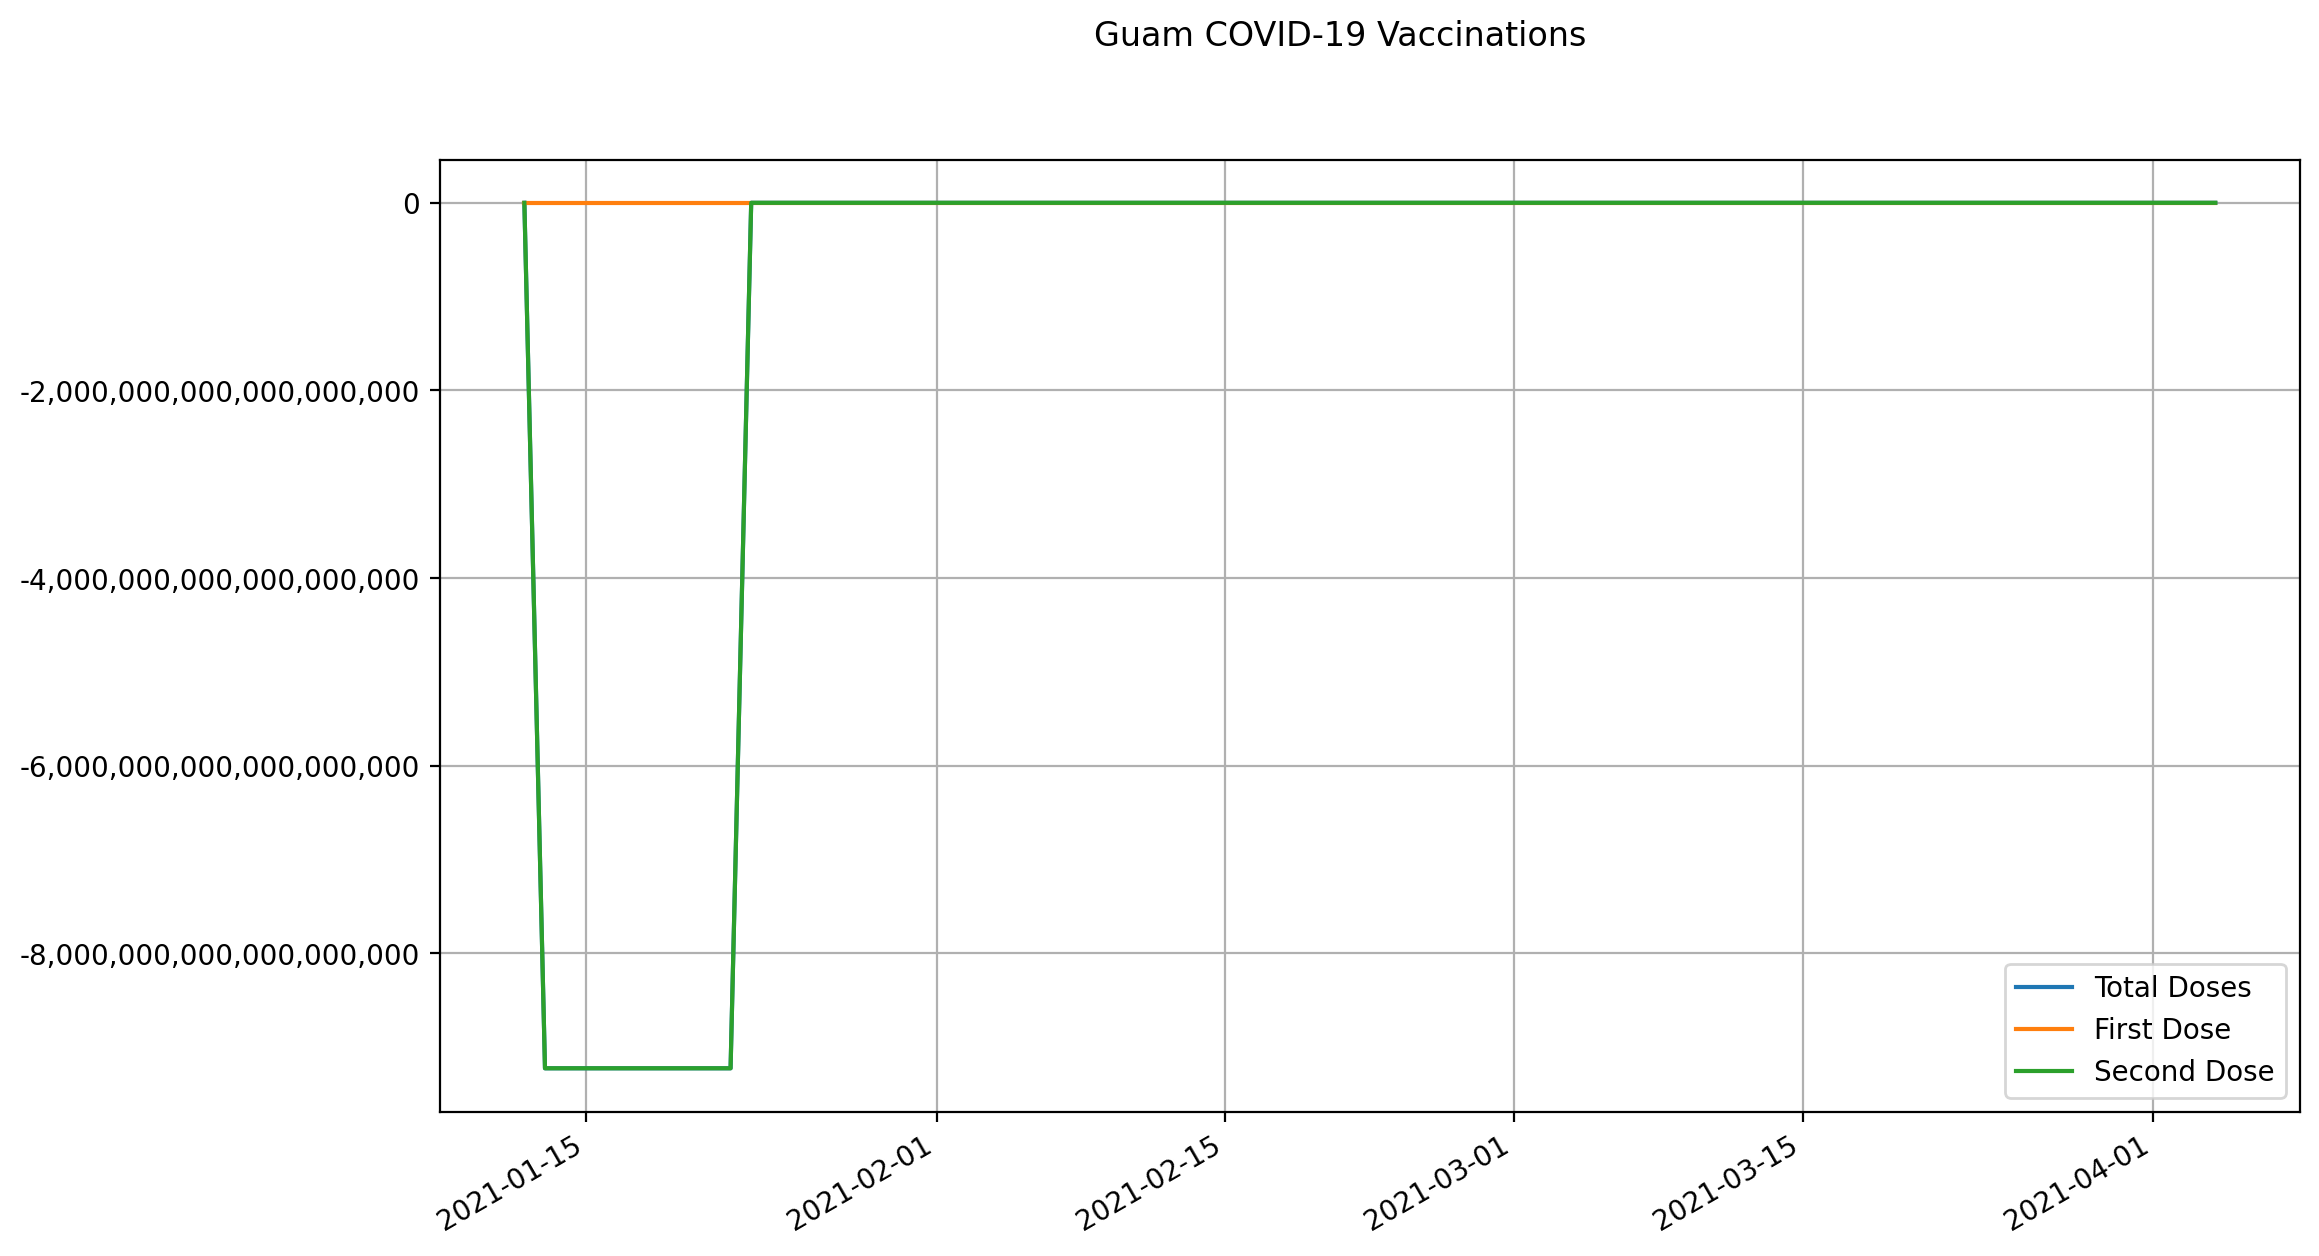 Guam COVID-19 Vaccinations
0
-2,000,000,000,000,000,000
-4,000,000,000,000,000,000
-6,000,000,000,000,000,000
-8,000,000,000,000,000,000
Total Doses
First Dose
Second Dose
2021-01-15
2021-02-01
2021-02-15
2021-03-01
2021-03-15
2021-04-01